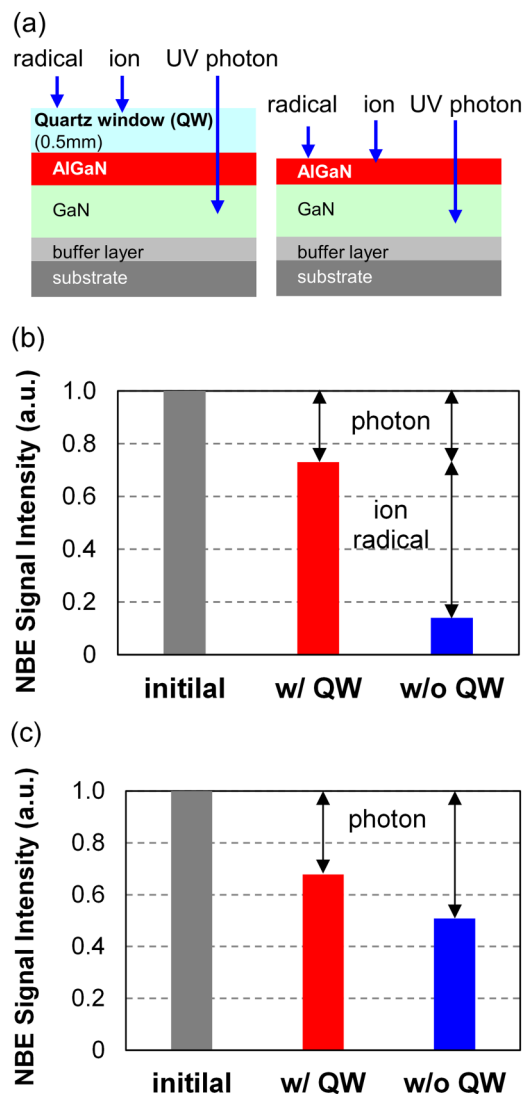 (a)
radical ion UV photon
Quartz window (QW)
(0.5mm)
AlGaN
GaN
buffer layer
substrate
radical ion UV photon
AlGaN
GaN
buffer layer
substrate
(b)
NBE Signal Intensity (a.u.)
1.0
0.8
0.6
0.4
0.2
0
photon
ion
radical
initilal w/ QW w/o QW
(c)
NBE Signal Intensity (a.u.)
1.0
0.8
0.6
0.4
0.2
0
photon
initilal w/ QW w/o QW